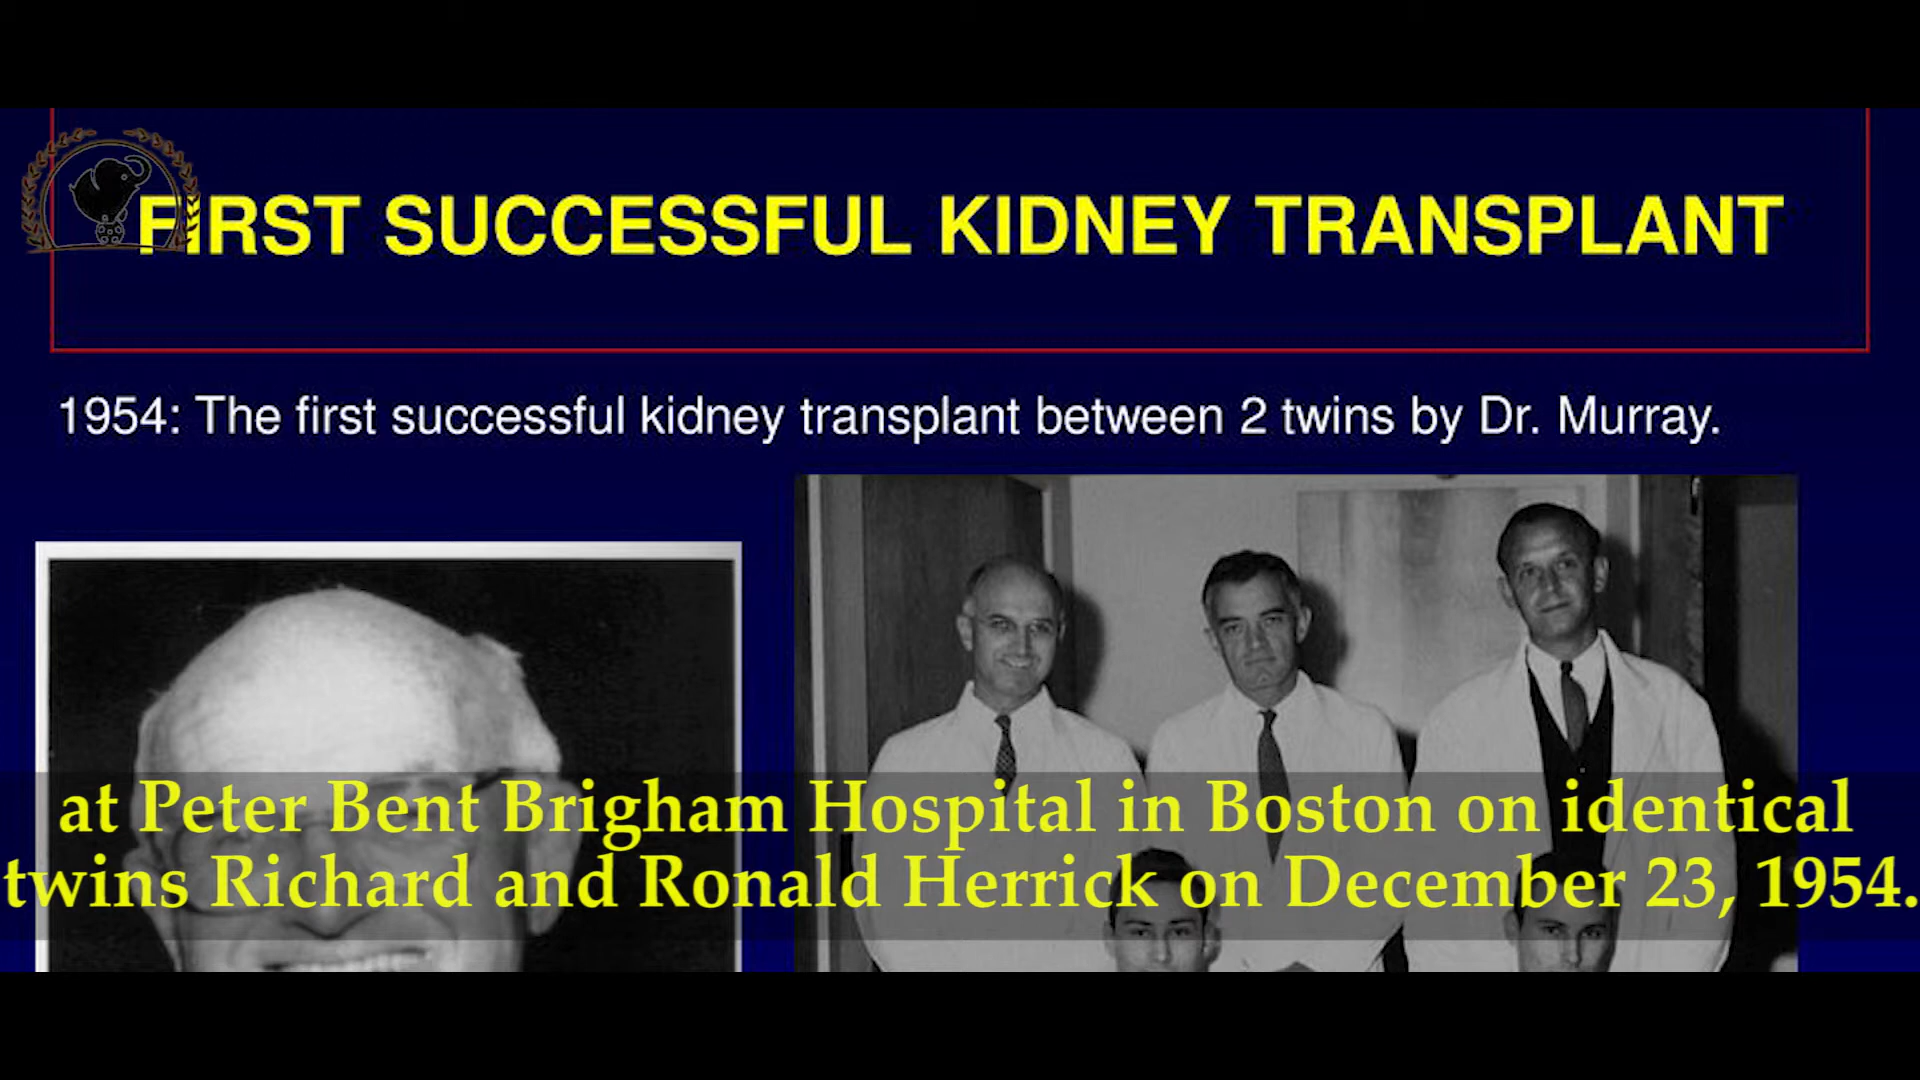 FIRST SUCCESSFUL KIDNEY TRANSPLANT
1954: The first successful kidney transplant between 2 twins by Dr. Murray.
at Peter Bent Brigham Hospital in Boston on identical
twins Richard and Ronald Herrick on December 23, 1954.